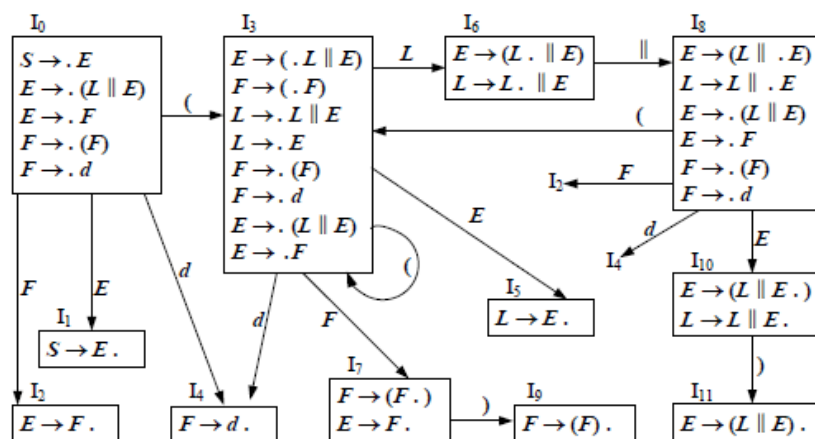 I0
S → . E
E → . (L || E)
E → . F
F → . (F)
F → . d
(
F
E
d
I1
S → E .
I2
E → F .
I3
E → ( . L || E)
F → ( . F)
L → . L || E
L → . E
F → . (F)
F → . d
E → . (L || E)
E → . F
L
(
E
(
d
F
I4
F → d .
I5
L → E .
I6
E → (L . || E)
L → L . || E
||
I7
F → (F . )
E → F .
)
I9
F → (F) .
I8
E → (L || . E)
L → L || . E
E → . (L || E)
E → . F
F → . (F)
F → . d
I2
F
I4
d
E
I10
E → (L || E . )
L → L || E .
)
I11
E → (L || E) .